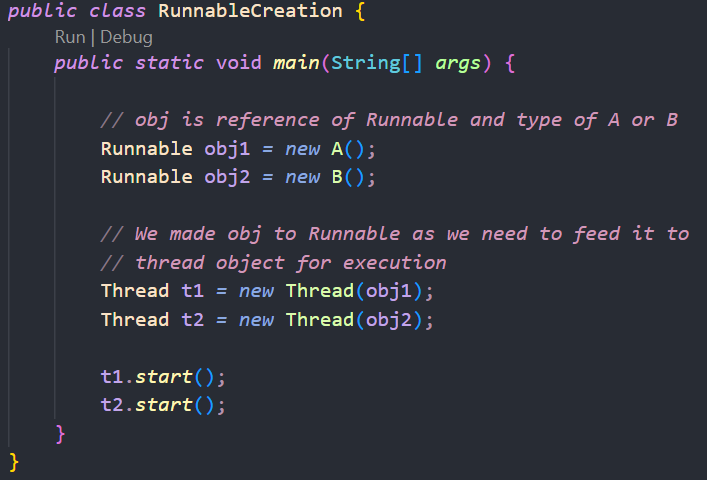 public class RunnableCreation {
Run | Debug
public static void main(String[] args) {
// obj is reference of Runnable and type of A or B
Runnable obj1 = new A();
Runnable obj2 = new B();
// We made obj to Runnable as we need to feed it to
// thread object for execution
Thread t1 = new Thread(obj1);
Thread t2 = new Thread(obj2);
t1.start();
t2.start();
}
}